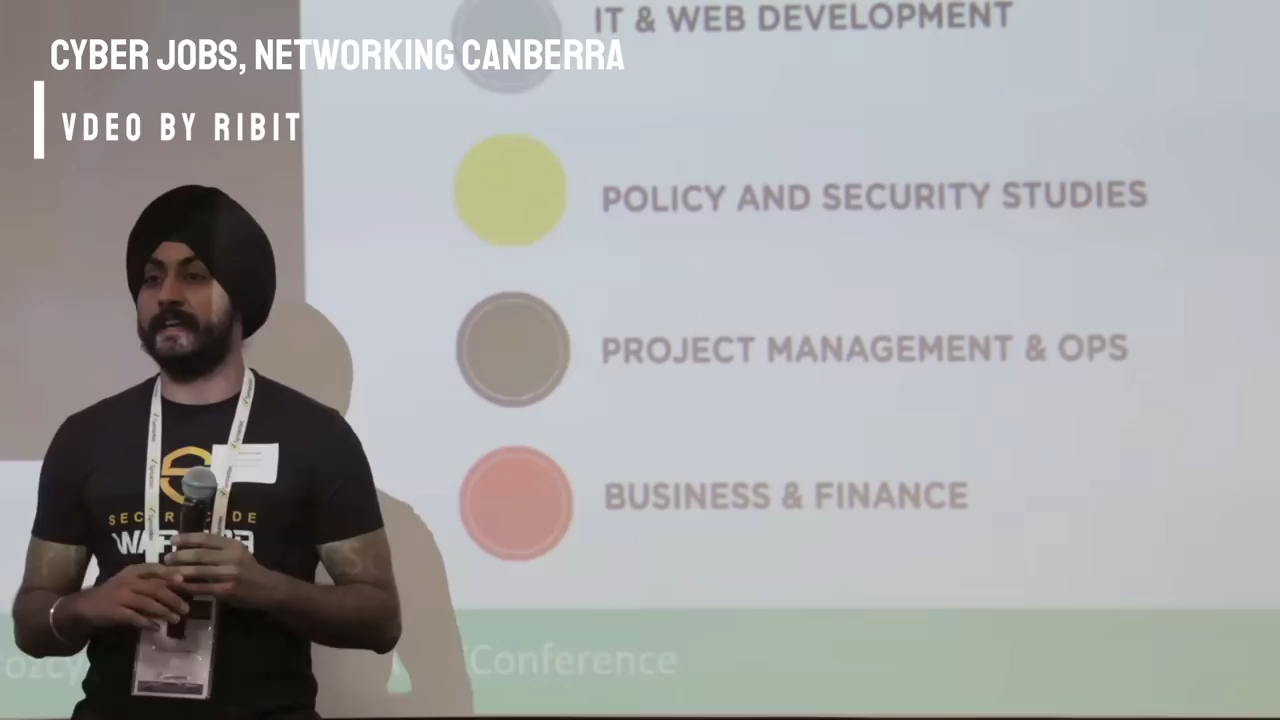 IT & WEB DEVELOPMENT
CYBER JOBS, NETWORKING CANBERRA
VDEO BY RIBIT
POLICY AND SECURITY STUDIES
PROJECT MANAGEMENT & OPS
BUSINESS & FINANCE
Conference